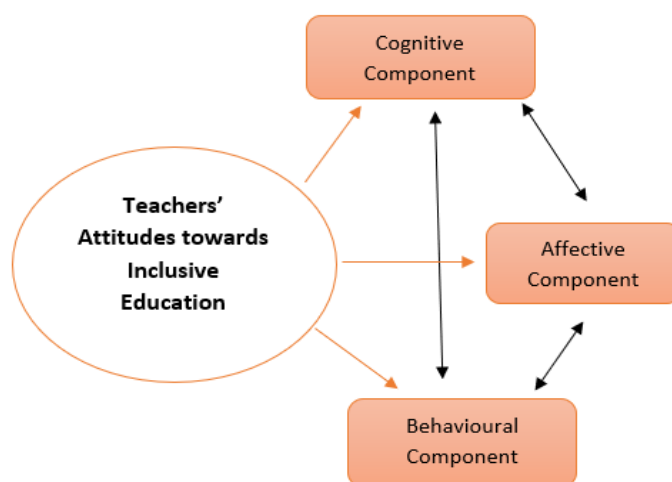 Cognitive
Component
Teachers’
Attitudes towards
Inclusive
Education
Affective
Component
Behavioural
Component